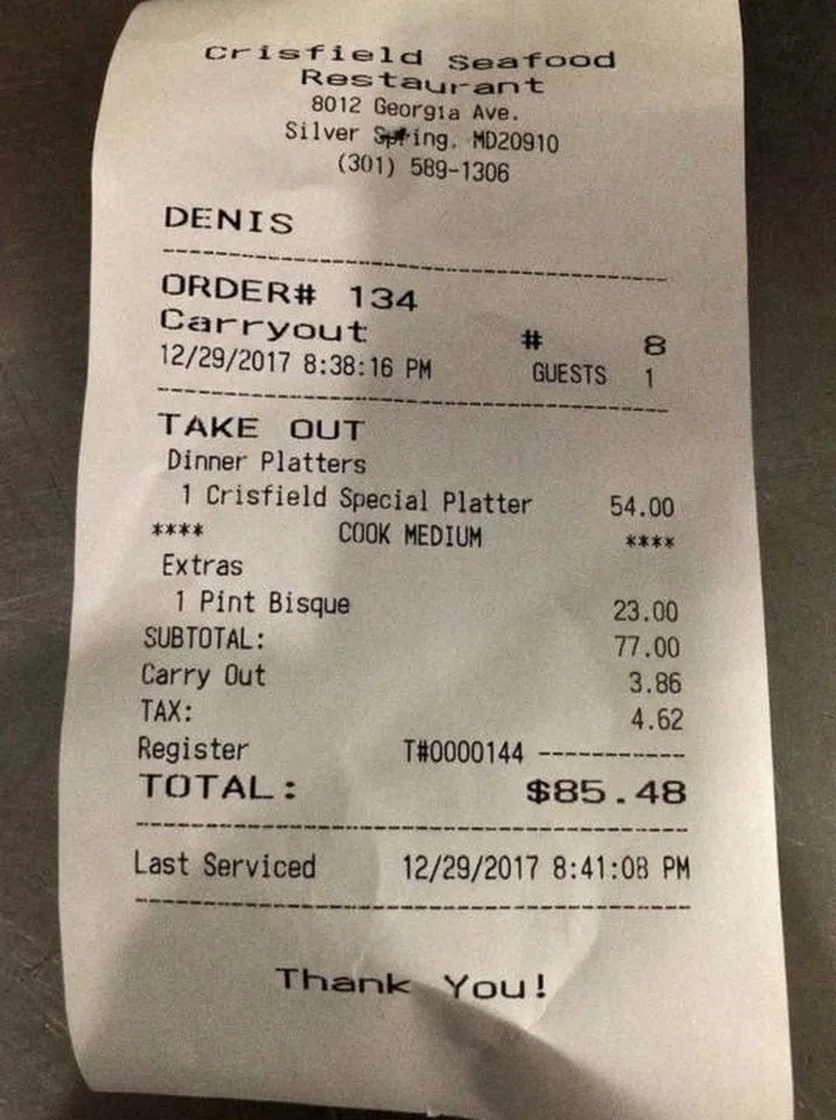 Crisfield Seafood
Restaurant
8012 Georgia Ave.
Silver Spring, MD20910
(301) 589-1306
DENIS
ORDER# 134
Carryout # 8
12/29/2017 8:38:16 PM GUESTS 1
TAKE OUT
Dinner Platters
1 Crisfield Special Platter 54.00
**** COOK MEDIUM ****
Extras
1 Pint Bisque 23.00
SUBTOTAL: 77.00
Carry Out 3.86
TAX: 4.62
Register T#0000144 -----------
TOTAL: $85.48
Last Serviced 12/29/2017 8:41:08 PM
Thank You!